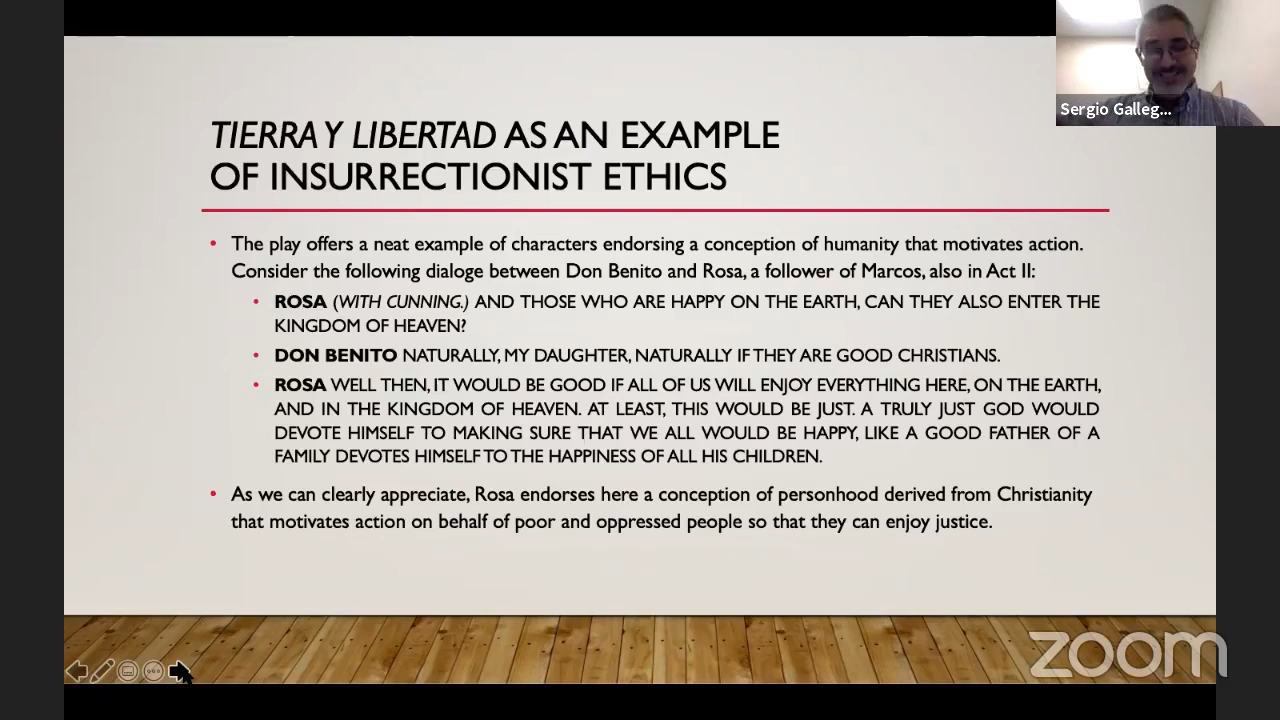 Sergio Galleg...
TIERRA Y LIBERTAD AS AN EXAMPLE
OF INSURRECTIONIST ETHICS
• The play offers a neat example of characters endorsing a conception of humanity that motivates action.
Consider the following dialoge between Don Benito and Rosa, a follower of Marcos, also in Act II:
• ROSA (WITH CUNNING.) AND THOSE WHO ARE HAPPY ON THE EARTH, CAN THEY ALSO ENTER THE
KINGDOM OF HEAVEN?
• DON BENITO NATURALLY, MY DAUGHTER, NATURALLY IF THEY ARE GOOD CHRISTIANS.
• ROSA WELL THEN, IT WOULD BE GOOD IF ALL OF US WILL ENJOY EVERYTHING HERE, ON THE EARTH,
AND IN THE KINGDOM OF HEAVEN. AT LEAST, THIS WOULD BE JUST. A TRULY JUST GOD WOULD
DEVOTE HIMSELF TO MAKING SURE THAT WE ALL WOULD BE HAPPY, LIKE A GOOD FATHER OF A
FAMILY DEVOTES HIMSELF TO THE HAPPINESS OF ALL HIS CHILDREN.
• As we can clearly appreciate, Rosa endorses here a conception of personhood derived from Christianity
that motivates action on behalf of poor and oppressed people so that they can enjoy justice.
zoom